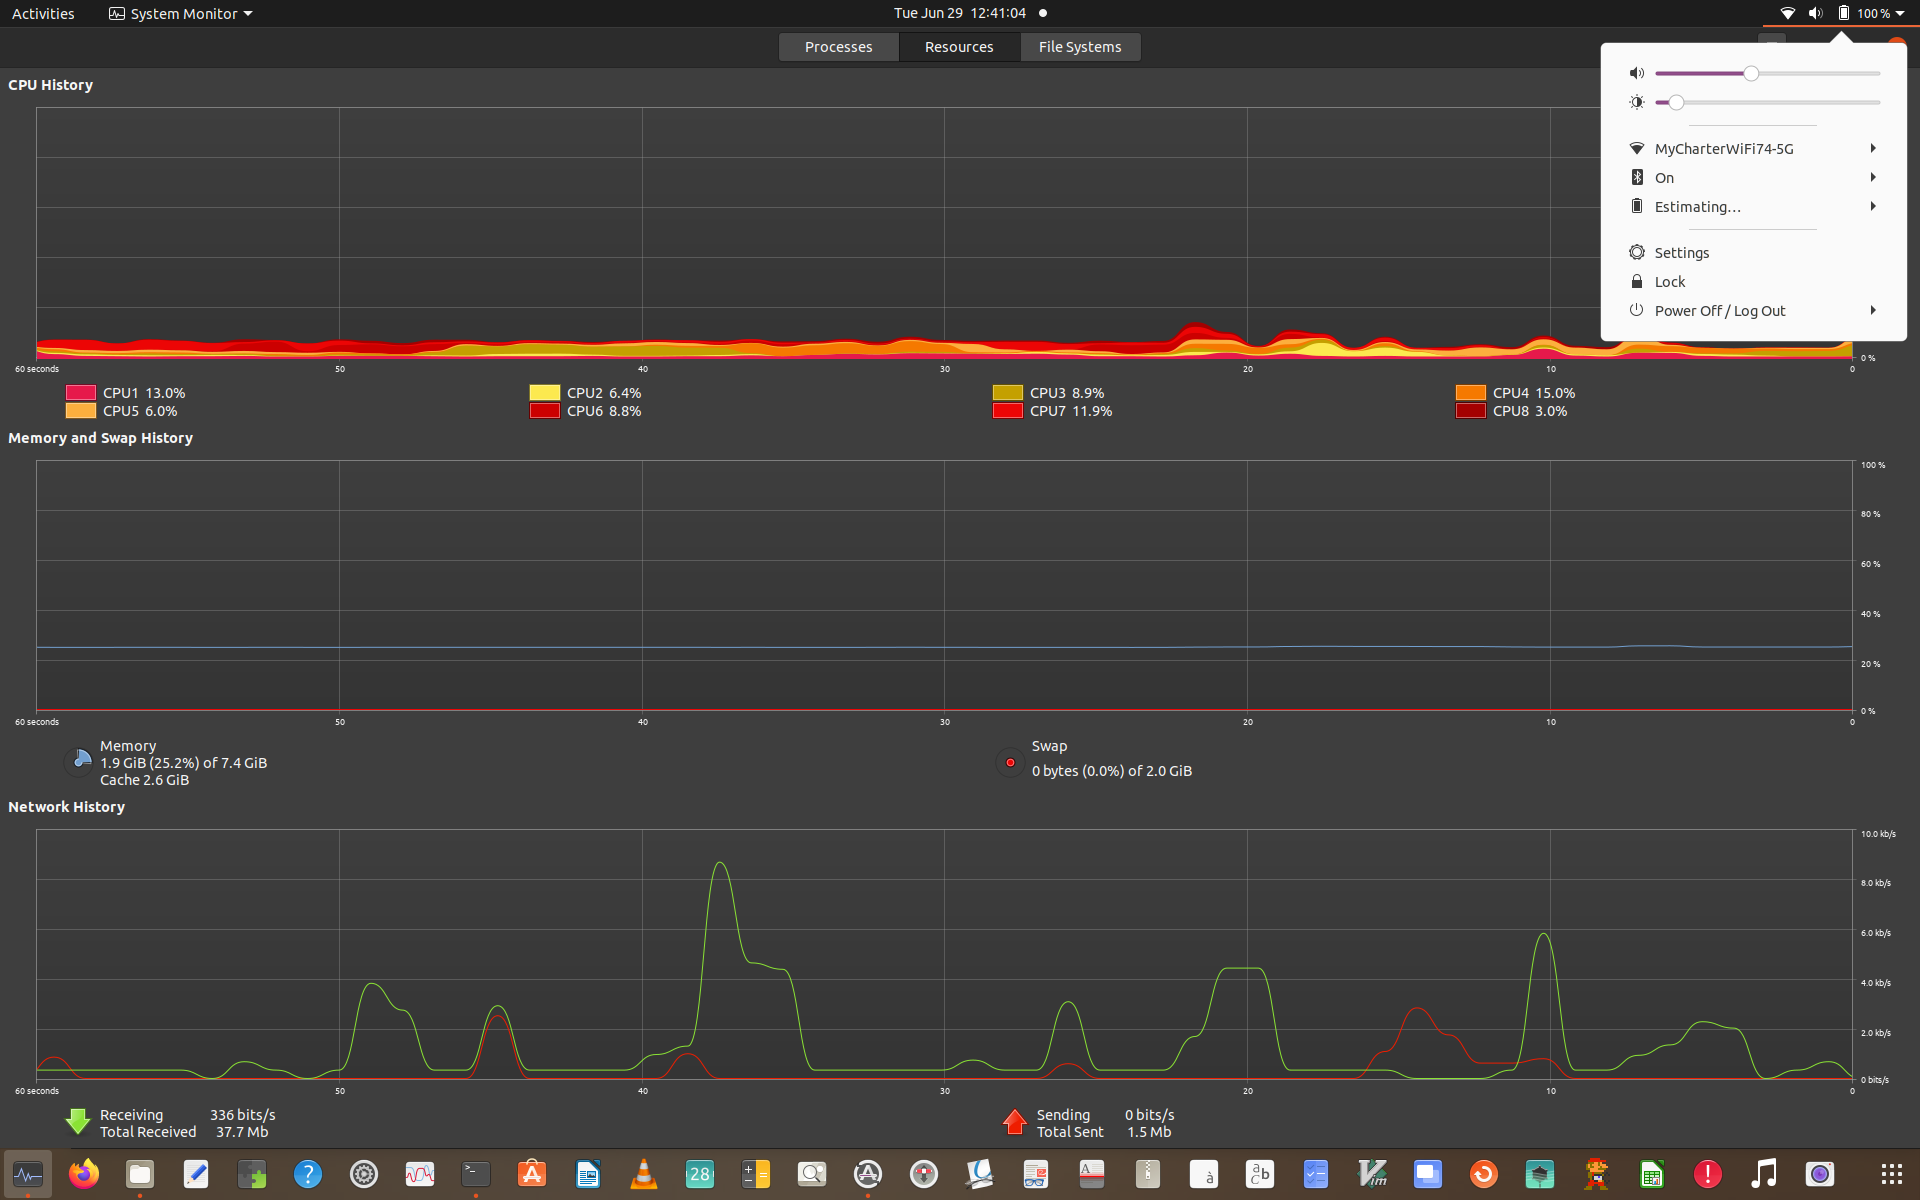 Activities
System Monitor
Tue Jun 29 12:41:04
100 %
Processes
Resources
File Systems
CPU History
MyCharterWiFi74-5G
On
Estimating…
Settings
Lock
Power Off / Log Out
0 %
60 seconds 50 40 30 20 10 0
CPU1 13.0% CPU2 6.4% CPU3 8.9% CPU4 15.0%
CPU5 6.0% CPU6 8.8% CPU7 11.9% CPU8 3.0%
Memory and Swap History
100 %
80 %
60 %
40 %
20 %
0 %
60 seconds 50 40 30 20 10 0
Memory
1.9 GiB (25.2%) of 7.4 GiB
Cache 2.6 GiB
Swap
0 bytes (0.0%) of 2.0 GiB
Network History
10.0 kb/s
8.0 kb/s
6.0 kb/s
4.0 kb/s
2.0 kb/s
0 bits/s
60 seconds 50 40 30 20 10 0
Receiving 336 bits/s
Total Received 37.7 Mb
Sending 0 bits/s
Total Sent 1.5 Mb
28